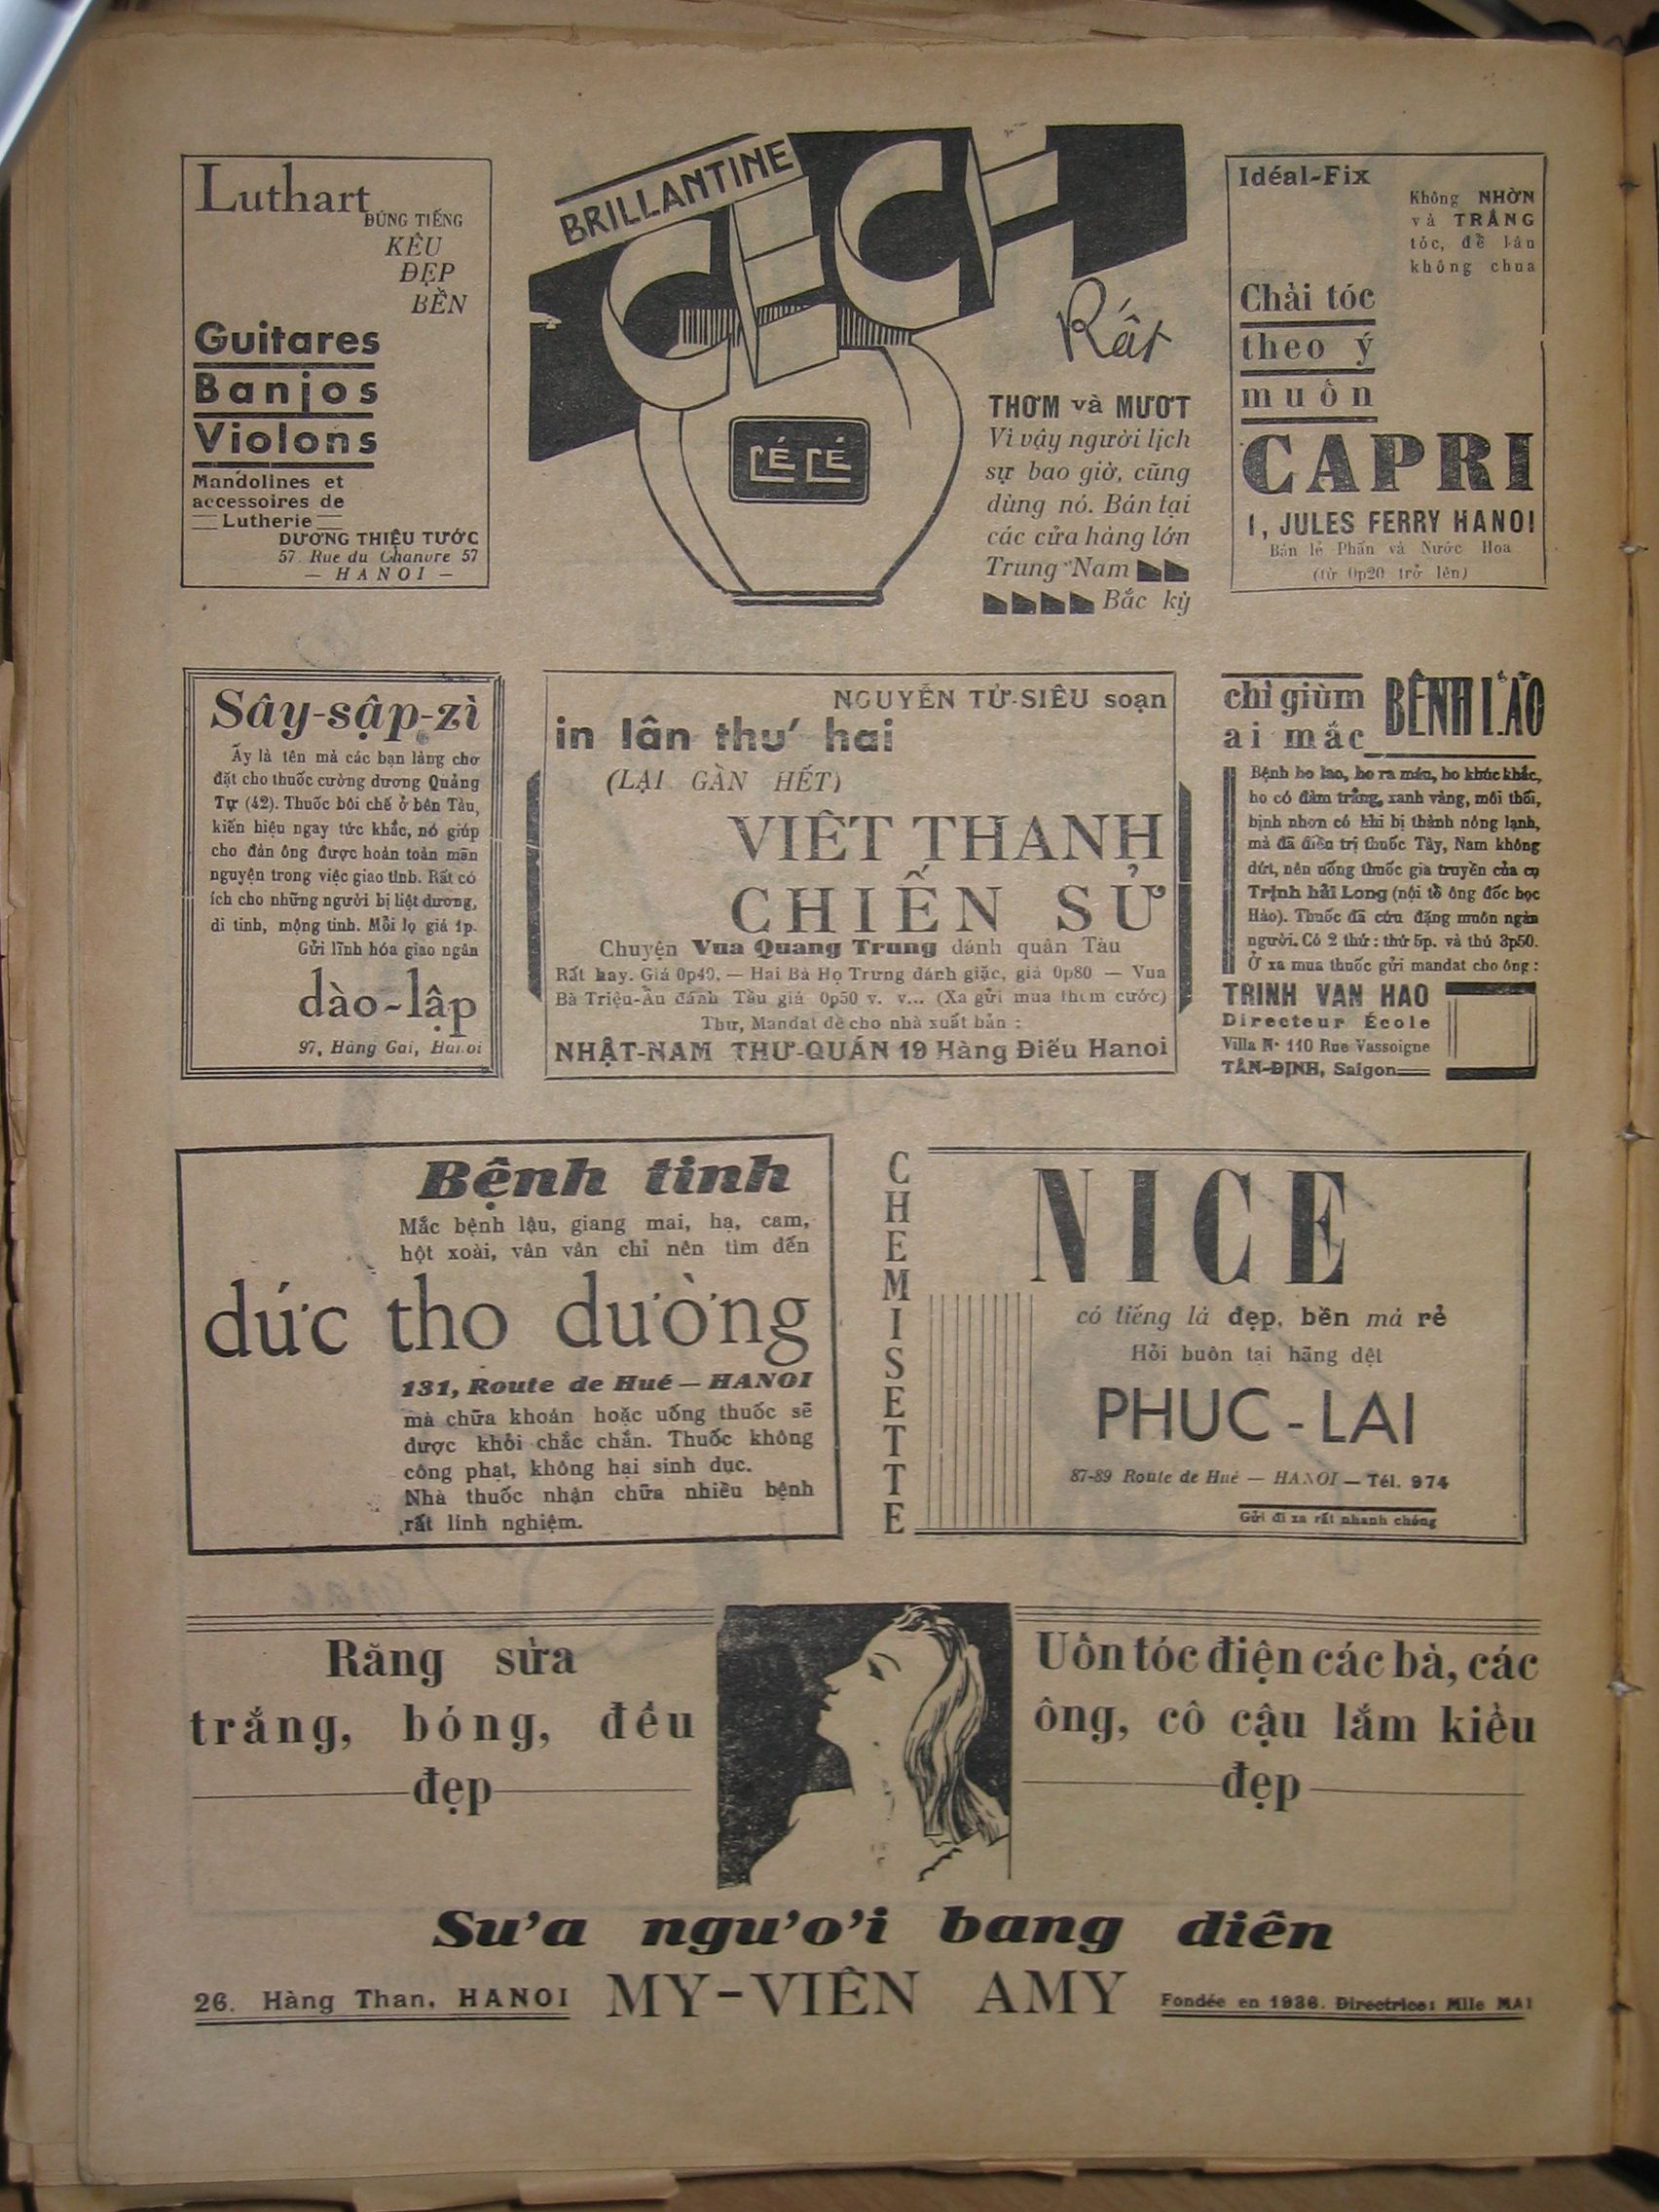 Luthart
ĐÚNG TIẾNG
KÊU
ĐẸP
BỀN
Guitares
Banjos
Violons
Mandolines et
accessoires de
Lutherie
DƯƠNG THIỆU TƯỚC
57. Rue du Chanvre 57
— HANOI —
BRILLANTINE
CÉCÉ
CÉ CÉ
Rất
THƠM và MƯỢT
Vì vậy người lịch
sự bao giờ, cũng
dùng nó. Bán tại
các cửa hàng lớn
Trung Nam
Bắc kỳ
Idéal-Fix
Không NHỜN
và TRẮNG
tóc, để lâu
không chua
Chải tóc
theo ý
muốn
CAPRI
1, JULES FERRY HANOI
Bán lẻ Phấn và Nước Hoa
(từ 0p20 trở lên)
Sây-sập-zì
Ấy là tên mà các bạn làng chơ
đặt cho thuốc cường dương Quảng
Tự (42). Thuốc bôi chế ở bên Tàu,
kiến hiệu ngay tức khắc, nó giúp
cho đàn ông được hoàn toàn mãn
nguyện trong việc giao tình. Rất có
ích cho những người bị liệt dương,
di tinh, mộng tinh. Mỗi lọ giá 1p.
Gửi lĩnh hóa giao ngân
dào-lập
97, Hàng Gai, Hanoi
NGUYỄN TỬ-SIÊU soạn
in lần thứ hai
(LẠI GẦN HẾT)
VIỆT THANH
CHIẾN SỬ
Chuyện Vua Quang Trung đánh quân Tàu
Rất hay. Giá 0p40, — Hai Bà Họ Trưng đánh giặc, giá 0p80 — Vua
Bà Triệu-Ẩu đánh Tầu giá 0p50 v. v... (Xa gửi mua thêm cước)
Thư, Mandat đề cho nhà xuất bản :
NHẬT-NAM THƯ-QUÁN 19 Hàng Điếu Hanoi
chỉ giùm
ai mắc
BỆNH LAO
Bệnh ho lao, ho ra máu, ho khúc khắc,
ho có đàm trắng, xanh vàng, môi thối,
bịnh nhơn có khi bị thành nóng lạnh,
mà đã điều trị thuốc Tây, Nam không
dứt, nên uống thuốc gia truyền của cụ
Trịnh hải Long (nội tổ ông đốc học
Hảo). Thuốc đã cứu đặng muôn ngàn
người. Có 2 thứ : thứ 5p. và thứ 3p50.
Ở xa mua thuốc gửi mandat cho ông :
TRINH VAN HAO
Directeur École
Villa N· 110 Rue Vassoigne
TÂN-ĐỊNH, Saigon
Bệnh tình
Mắc bệnh lậu, giang mai, hạ, cam,
hột xoài, vân vân chỉ nên tìm đến
đức thọ đường
131, Route de Hué — HANOI
mà chữa khoán hoặc uống thuốc sẽ
được khỏi chắc chắn. Thuốc không
công phạt, không hại sinh dục.
Nhà thuốc nhận chữa nhiều bệnh
rất linh nghiệm.
CHEMISETTE
NICE
có tiếng là đẹp, bền mà rẻ
Hỏi buôn tại hãng dệt
PHUC - LAI
87-89 Route de Hué — HANOI — Tél. 974
Gửi đi xa rất nhanh chóng
Răng sửa
trắng, bóng, đều
đẹp
Uốn tóc điện các bà, các
ông, cô cậu lắm kiểu
đẹp
Sửa người bang diên
26. Hàng Than, HANOI MY-VIÊN AMY Fondée en 1936. Directrice: Mlle MAI